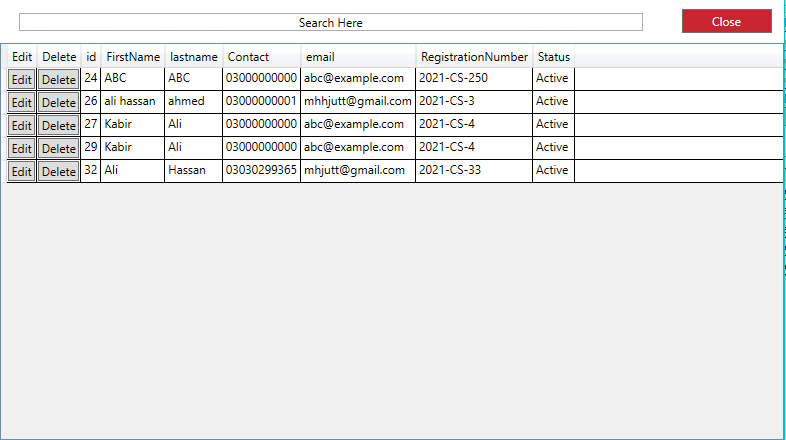 Search Here Close
Edit Delete id FirstName lastname Contact email RegistrationNumber Status
Edit Delete 24 ABC ABC 03000000000 abc@example.com 2021-CS-250 Active
Edit Delete 26 ali hassan ahmed 03000000001 mhhjutt@gmail.com 2021-CS-3 Active
Edit Delete 27 Kabir Ali 03000000000 abc@example.com 2021-CS-4 Active
Edit Delete 29 Kabir Ali 03000000000 abc@example.com 2021-CS-4 Active
Edit Delete 32 Ali Hassan 03030299365 mhjutt@gmail.com 2021-CS-33 Active